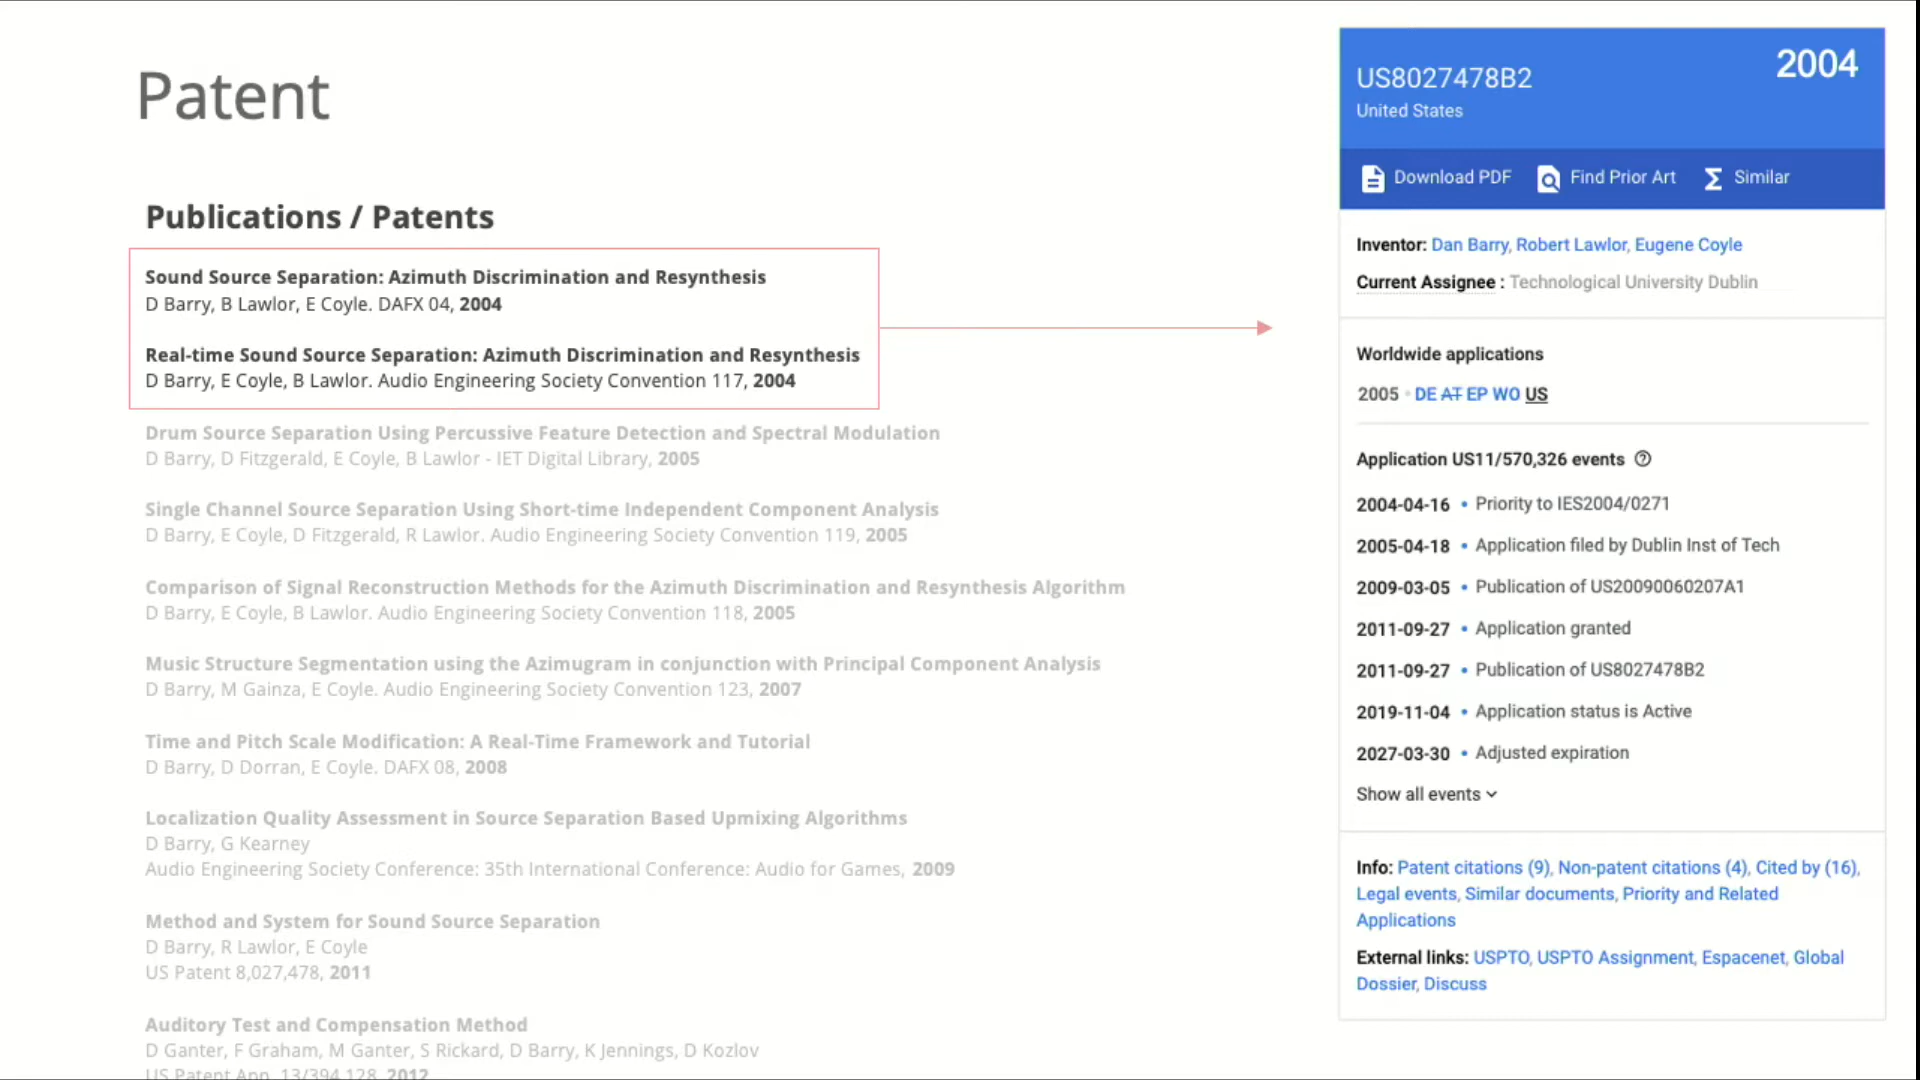 Patent
Publications / Patents
Sound Source Separation: Azimuth Discrimination and Resynthesis
D Barry, B Lawlor, E Coyle. DAFX 04, 2004
Real-time Sound Source Separation: Azimuth Discrimination and Resynthesis
D Barry, E Coyle, B Lawlor. Audio Engineering Society Convention 117, 2004
Drum Source Separation Using Percussive Feature Detection and Spectral Modulation
D Barry, D Fitzgerald, E Coyle, B Lawlor - IET Digital Library, 2005
Single Channel Source Separation Using Short-time Independent Component Analysis
D Barry, E Coyle, D Fitzgerald, R Lawlor. Audio Engineering Society Convention 119, 2005
Comparison of Signal Reconstruction Methods for the Azimuth Discrimination and Resynthesis Algorithm
D Barry, E Coyle, B Lawlor. Audio Engineering Society Convention 118, 2005
Music Structure Segmentation using the Azimugram in conjunction with Principal Component Analysis
D Barry, M Gainza, E Coyle. Audio Engineering Society Convention 123, 2007
Time and Pitch Scale Modification: A Real-Time Framework and Tutorial
D Barry, D Dorran, E Coyle. DAFX 08, 2008
Localization Quality Assessment in Source Separation Based Upmixing Algorithms
D Barry, G Kearney
Audio Engineering Society Conference: 35th International Conference: Audio for Games, 2009
Method and System for Sound Source Separation
D Barry, R Lawlor, E Coyle
US Patent 8,027,478, 2011
Auditory Test and Compensation Method
D Ganter, F Graham, M Ganter, S Rickard, D Barry, K Jennings, D Kozlov
US Patent App. 13/394,128, 2012
US8027478B2
2004
United States
Download PDF Find Prior Art Similar
Inventor: Dan Barry, Robert Lawlor, Eugene Coyle
Current Assignee : Technological University Dublin
Worldwide applications
2005 • DE AT EP WO US
Application US11/570,326 events
2004-04-16 • Priority to IES2004/0271
2005-04-18 • Application filed by Dublin Inst of Tech
2009-03-05 • Publication of US20090060207A1
2011-09-27 • Application granted
2011-09-27 • Publication of US8027478B2
2019-11-04 • Application status is Active
2027-03-30 • Adjusted expiration
Show all events
Info: Patent citations (9), Non-patent citations (4), Cited by (16),
Legal events, Similar documents, Priority and Related
Applications
External links: USPTO, USPTO Assignment, Espacenet, Global
Dossier, Discuss